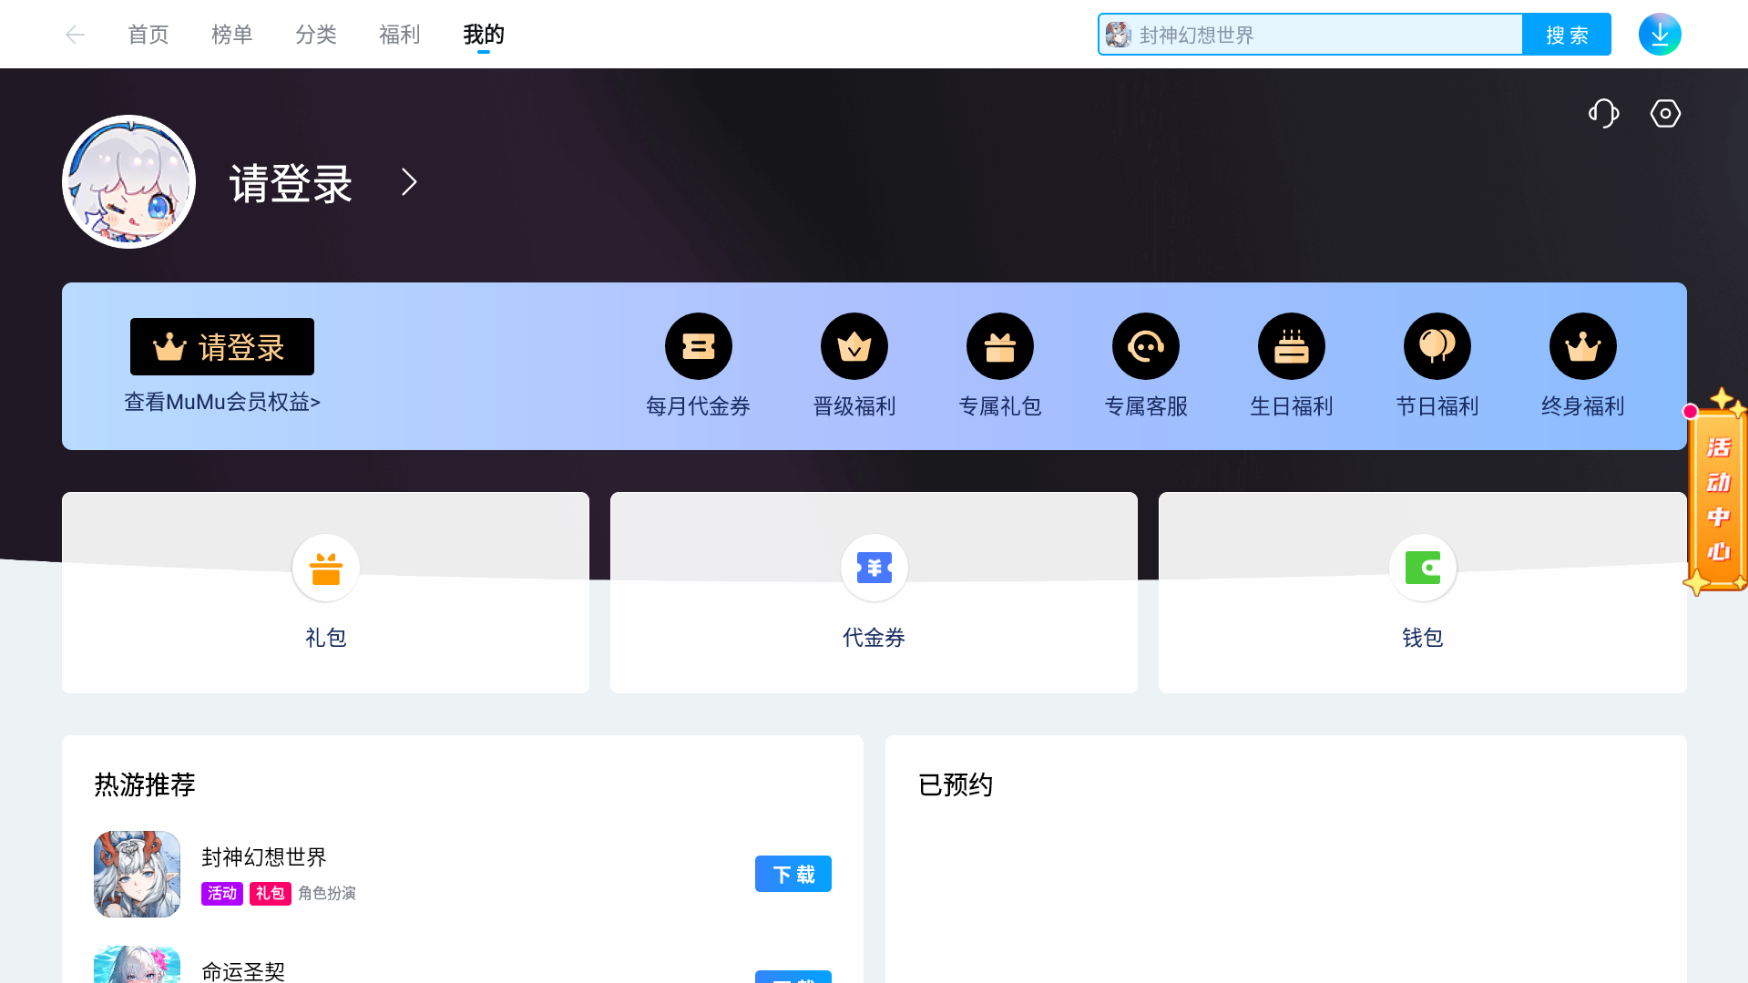 首页 榜单 分类 福利 我的 封神幻想世界 搜索
请登录
请登录
查看MuMu会员权益>
每月代金券 晋级福利 专属礼包 专属客服 生日福利 节日福利 终身福利
活动中心
礼包 代金券 钱包
热游推荐
封神幻想世界
活动 礼包 角色扮演
下载
命运圣契
下载
已预约